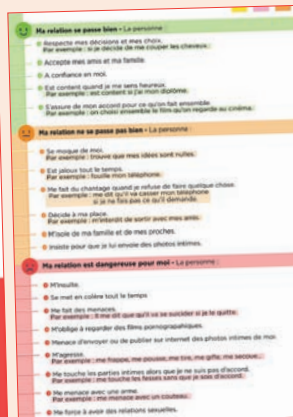 Ma relation se passe bien - La personne :
Respecte mes décisions et mes choix.
Par exemple : si je décide de me couper les cheveux.
Accepte mes amis et ma famille.
A confiance en moi.
Est content quand je me sens heureux.
Par exemple : est content si j'ai mon diplôme.
S'assure de mon accord pour ce qu'on fait ensemble.
Par exemple : on choisi ensemble le film qu'on regarde au cinéma.
Ma relation ne se passe pas bien - La personne :
Se moque de moi.
Par exemple : trouve que mes idées sont nulles.
Est jaloux tout le temps.
Par exemple : fouille mon téléphone.
Me fait du chantage quand je refuse de faire quelque chose.
Par exemple : me dit qu'il va casser mon téléphone
si je ne fais pas ce qu'il demande.
Décide à ma place.
Par exemple : m'interdit de sortir avec mes amis.
M'isole de ma famille et de mes proches.
Insiste pour que je lui envoie des photos intimes.
Ma relation est dangereuse pour moi - La personne :
M'insulte.
Se met en colère tout le temps
Me fait des menaces.
Par exemple : Il me dit que qu'il va se suicider si je le quitte.
M'oblige à regarder des films pornographiques.
Menace d'envoyer ou de publier sur internet des photos intimes de moi.
M'agresse.
Par exemple : me frappe, me pousse, me tire, me gifle, me secoue...
Me touche les parties intimes alors que je ne suis pas d'accord.
Par exemple : me touche les fesses sans que je sois d'accord.
Me menace avec une arme.
Par exemple : me menace avec un couteau.
Me force à avoir des relations sexuelles.